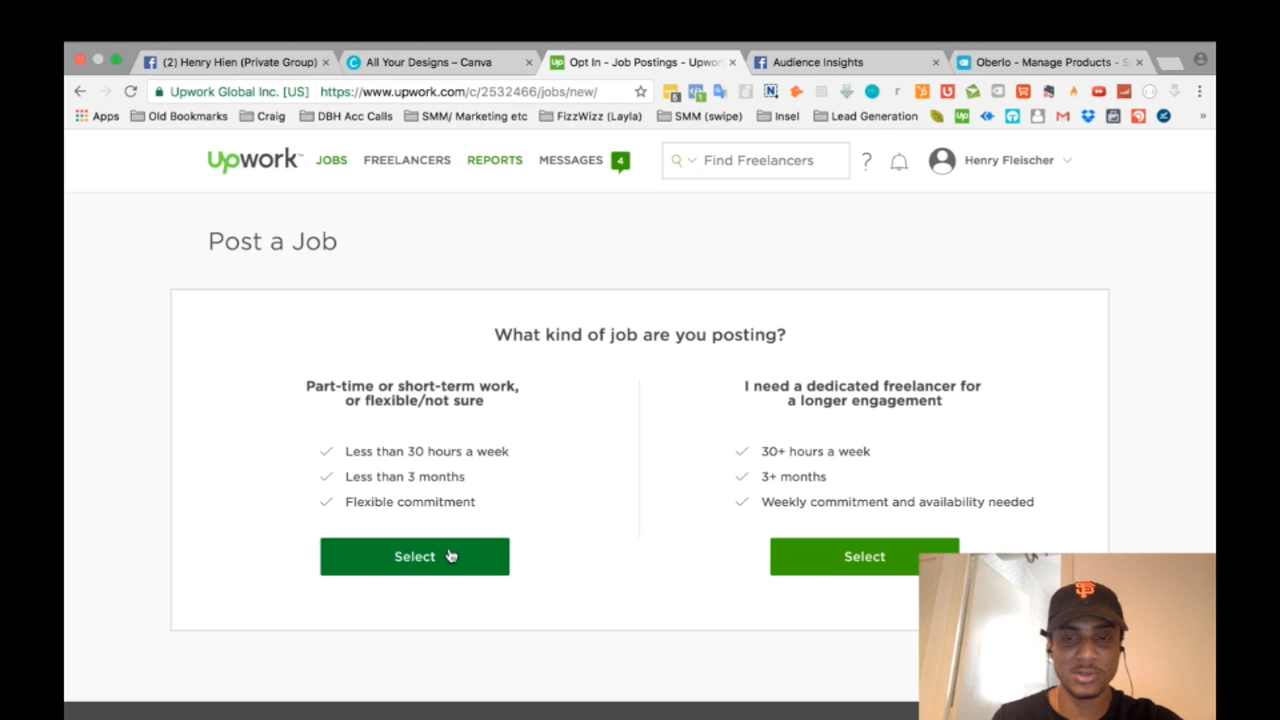 (2) Henry Hien (Private Group)
All Your Designs – Canva
Opt In - Job Postings - Upwor
Audience Insights
Oberlo - Manage Products - S
Upwork Global Inc. [US]
https://www.upwork.com/c/2532466/jobs/new/
Apps
Old Bookmarks
Craig
DBH Acc Calls
SMM/ Marketing etc
FizzWizz (Layla)
SMM (swipe)
Insel
Lead Generation
Upwork
JOBS
FREELANCERS
REPORTS
MESSAGES
4
Find Freelancers
?
Henry Fleischer
Post a Job
What kind of job are you posting?
Part-time or short-term work,
or flexible/not sure
Less than 30 hours a week
Less than 3 months
Flexible commitment
Select
I need a dedicated freelancer for
a longer engagement
30+ hours a week
3+ months
Weekly commitment and availability needed
Select
SF